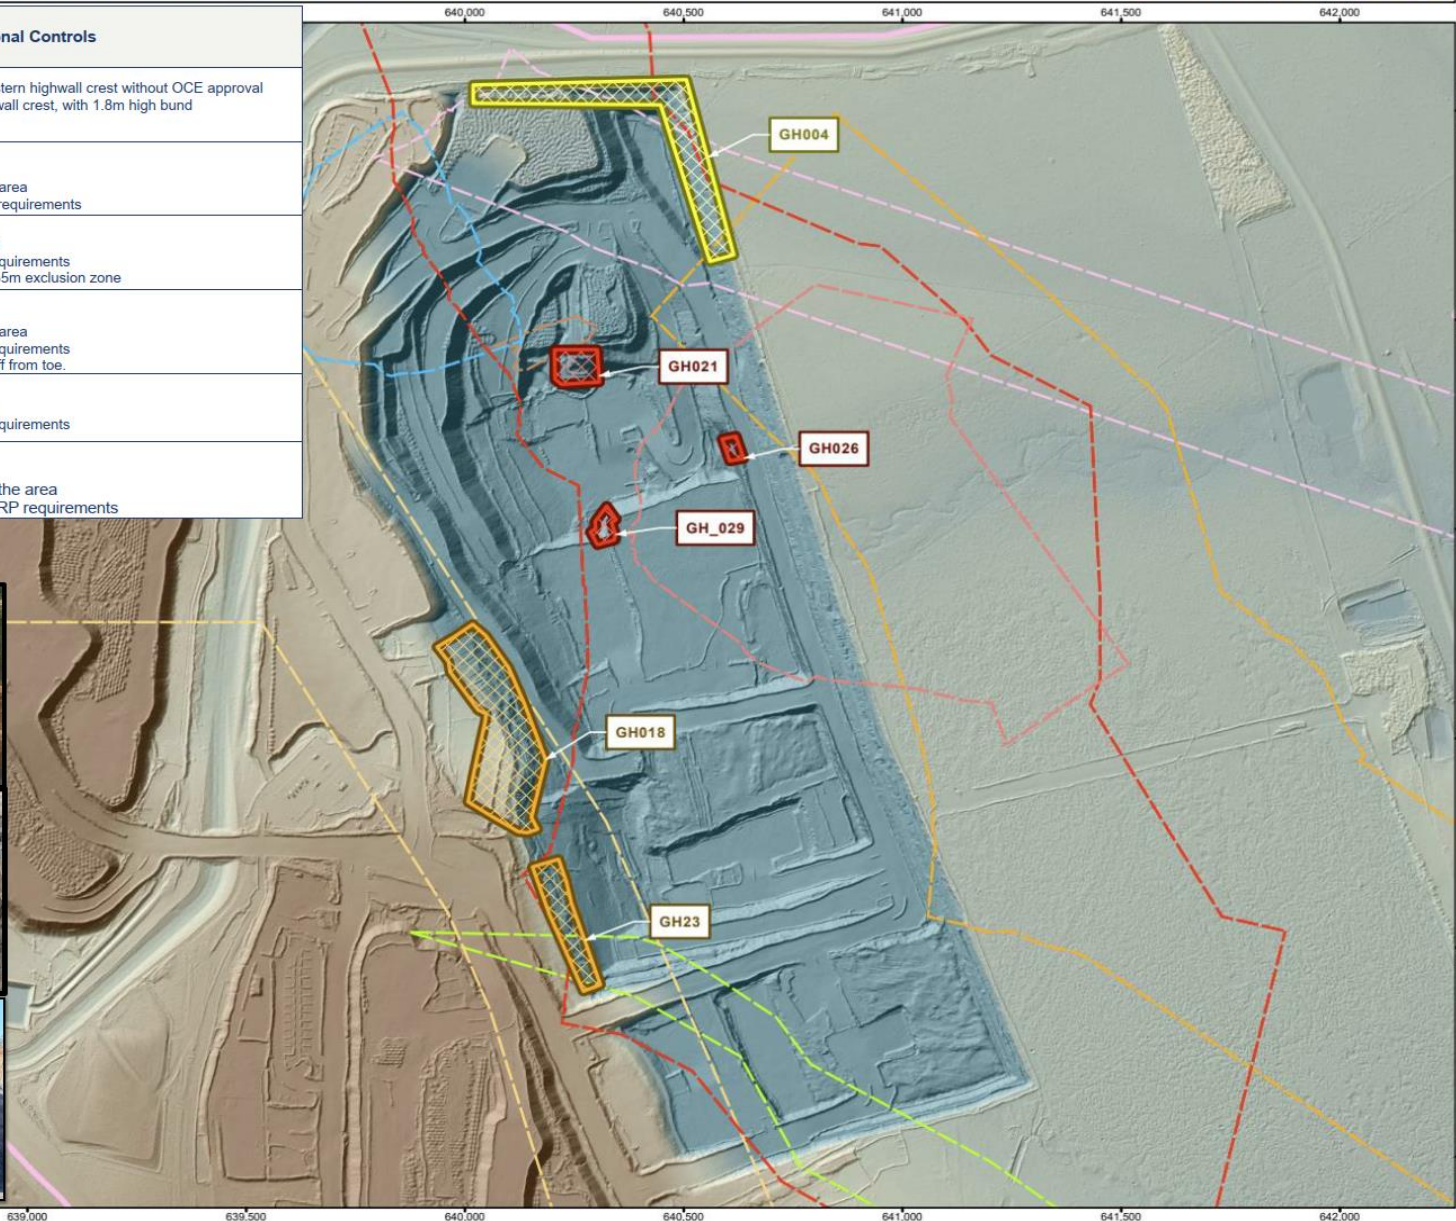 640,000
640,500
641,000
641,500
642,000
nal Controls
tern highwall crest without OCE approval
wall crest, with 1.8m high bund
area
requirements
quirements
5m exclusion zone
area
quirements
ff from toe.
quirements
the area
RP requirements
GH004
GH021
GH026
GH_029
GH018
GH23
639,000
639,500
640,000
640,500
641,000
641,500
642,000